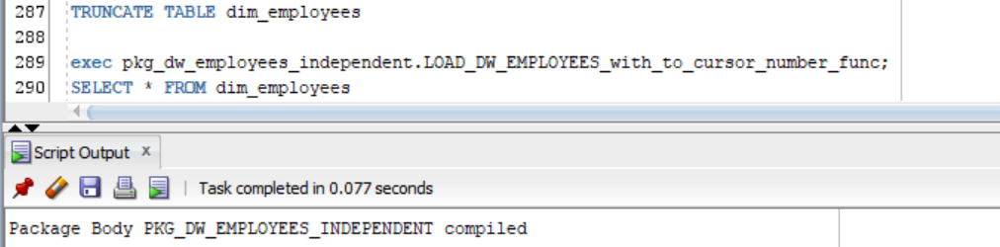 287 TRUNCATE TABLE dim_employees
288
289 exec pkg_dw_employees_independent.LOAD_DW_EMPLOYEES_with_to_cursor_number_func;
290 SELECT * FROM dim_employees
Script Output x
Task completed in 0.077 seconds
Package Body PKG_DW_EMPLOYEES_INDEPENDENT compiled